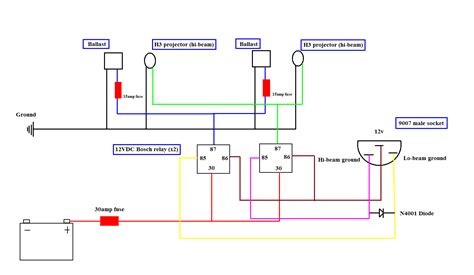 Ballast
H3 projector (hi-beam)
Ballast
H3 projector (hi-beam)
15amp fuse
15amp fuse
Ground
9007 male socket
12v
12VDC Bosch relay (x2)
87
85
86
30
87
85
86
30
Hi-beam ground
Lo-beam ground
30amp fuse
N4001 Diode
- +